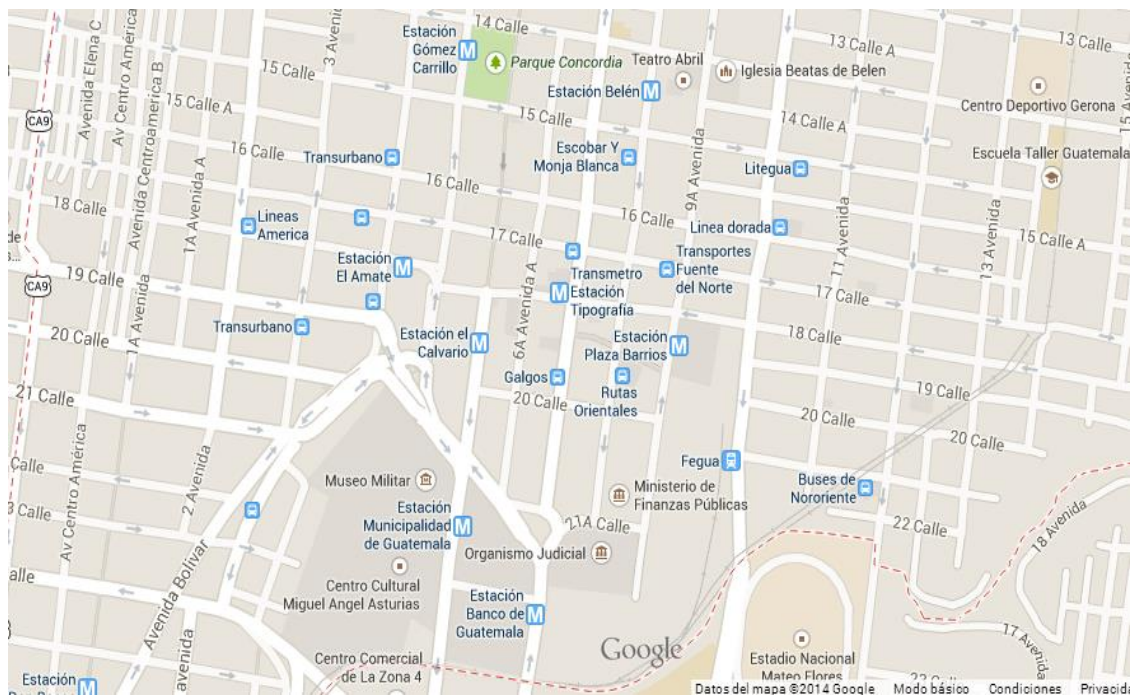 14 Calle
3 Avenid
Estación
Gómez
Carrillo
Parque Concordia
Teatro Abril
Iglesia Beatas de Belen
13 Calle A
13 Calle
Centro Deportivo Gerona
15 Avenida
Avenida Elena C
Av Centro América
Avenida Centroamerica B
15 Calle
CA9
15 Calle A
Estación Belén
15 Calle
14 Calle A
Escuela Taller Guatemala
16 Calle
Transurbano
Escobar Y
Monja Blanca
9A Avenida
Litegua
18 Calle
1A Avenida A
16 Calle
16 Calle
Lineas
America
17 Calle
Linea dorada
11 Avenida
13 Avenida
15 Calle A
de
s...
19 Calle
Estación
El Amate
Transmetro
Estación
Tipografía
Transportes
Fuente
del Norte
17 Calle
CA9
1A Avenida
20 Calle
Transurbano
Estación el
Calvario
6A Avenida A
Estación
Plaza Barrios
18 Calle
Galgos
Rutas
Orientales
19 Calle
21 Calle
20 Calle
20 Calle
20 Calle
Calle
Av Centro América
2 Avenida
Museo Militar
Fegua
Ministerio de
Finanzas Públicas
Buses de
Nororiente
3 Calle
Estación
Municipalidad
de Guatemala
21A Calle
22 Calle
18 Avenida
Organismo Judicial
alle
Avenida Bolívar
Centro Cultural
Miguel Angel Asturias
Estación
Banco de
Guatemala
Google
17 Avenida
avenida
Centro Comercial
de La Zona 4
Estadio Nacional
Mateo Flores
Estación
Datos del mapa ©2014 Google Modo básico Condiciones Privacid